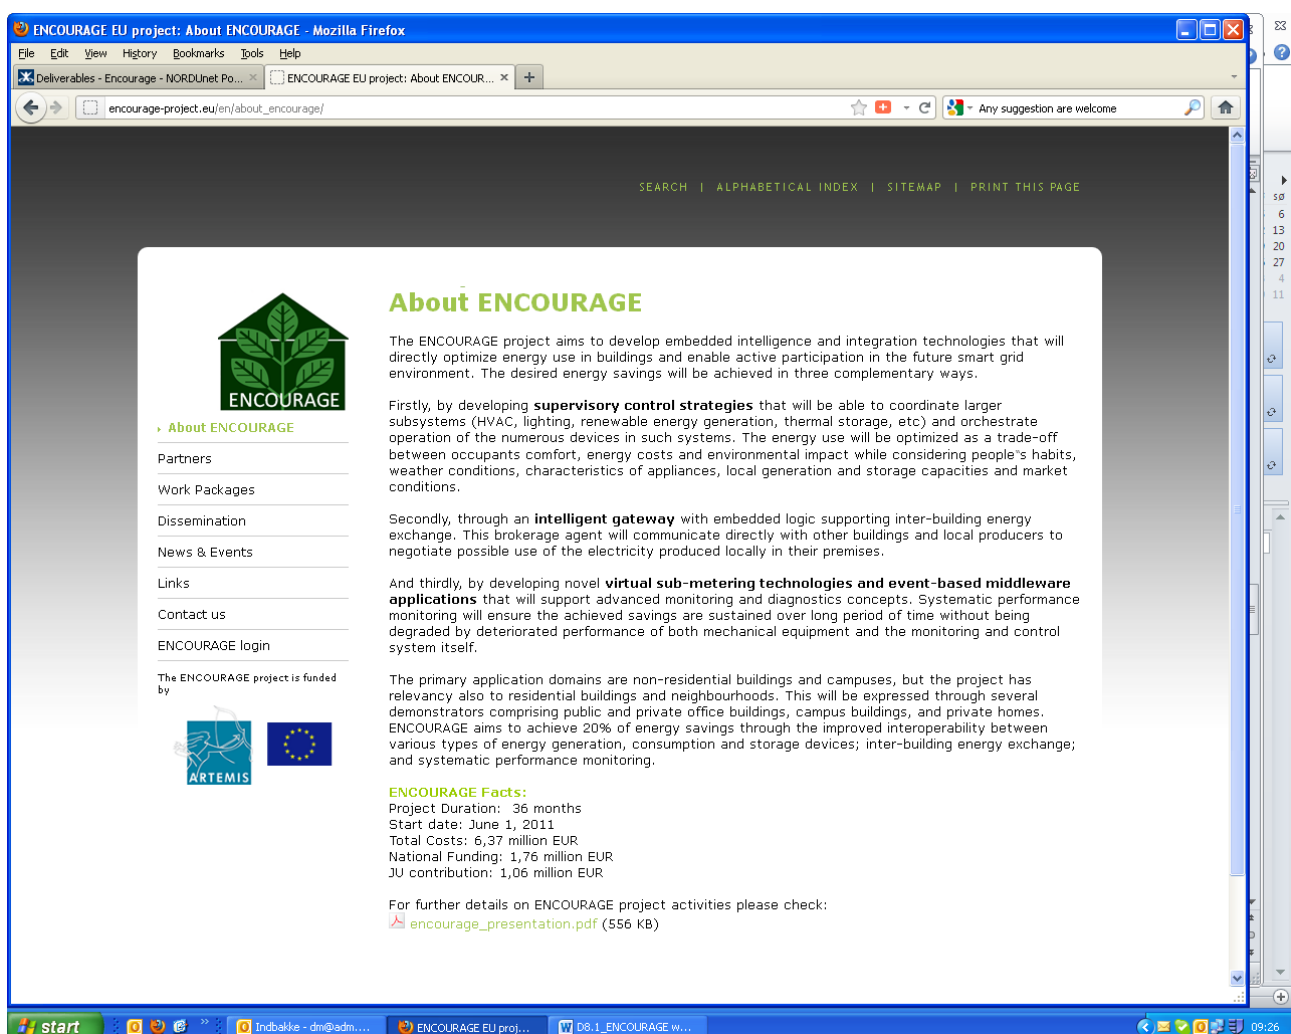 ENCOURAGE EU project: About ENCOURAGE - Mozilla Firefox
File Edit View History Bookmarks Tools Help
Deliverables - Encourage - NORDUnet Po... ENCOURAGE EU project: About ENCOUR...
encourage-project.eu/en/about_encourage/ Any suggestion are welcome
SEARCH | ALPHABETICAL INDEX | SITEMAP | PRINT THIS PAGE
sø
6
13
20
27
4
11
ENCOURAGE
About ENCOURAGE
Partners
Work Packages
Dissemination
News & Events
Links
Contact us
ENCOURAGE login
The ENCOURAGE project is funded
by
ARTEMIS
About ENCOURAGE
The ENCOURAGE project aims to develop embedded intelligence and integration technologies that will
directly optimize energy use in buildings and enable active participation in the future smart grid
environment. The desired energy savings will be achieved in three complementary ways.
Firstly, by developing supervisory control strategies that will be able to coordinate larger
subsystems (HVAC, lighting, renewable energy generation, thermal storage, etc) and orchestrate
operation of the numerous devices in such systems. The energy use will be optimized as a trade-off
between occupants comfort, energy costs and environmental impact while considering people"s habits,
weather conditions, characteristics of appliances, local generation and storage capacities and market
conditions.
Secondly, through an intelligent gateway with embedded logic supporting inter-building energy
exchange. This brokerage agent will communicate directly with other buildings and local producers to
negotiate possible use of the electricity produced locally in their premises.
And thirdly, by developing novel virtual sub-metering technologies and event-based middleware
applications that will support advanced monitoring and diagnostics concepts. Systematic performance
monitoring will ensure the achieved savings are sustained over long period of time without being
degraded by deteriorated performance of both mechanical equipment and the monitoring and control
system itself.
The primary application domains are non-residential buildings and campuses, but the project has
relevancy also to residential buildings and neighbourhoods. This will be expressed through several
demonstrators comprising public and private office buildings, campus buildings, and private homes.
ENCOURAGE aims to achieve 20% of energy savings through the improved interoperability between
various types of energy generation, consumption and storage devices; inter-building energy exchange;
and systematic performance monitoring.
ENCOURAGE Facts:
Project Duration: 36 months
Start date: June 1, 2011
Total Costs: 6,37 million EUR
National Funding: 1,76 million EUR
JU contribution: 1,06 million EUR
For further details on ENCOURAGE project activities please check:
encourage_presentation.pdf (556 KB)
start Indbakke - dm@adm.... ENCOURAGE EU proj... D8.1_ENCOURAGE w... 09:26